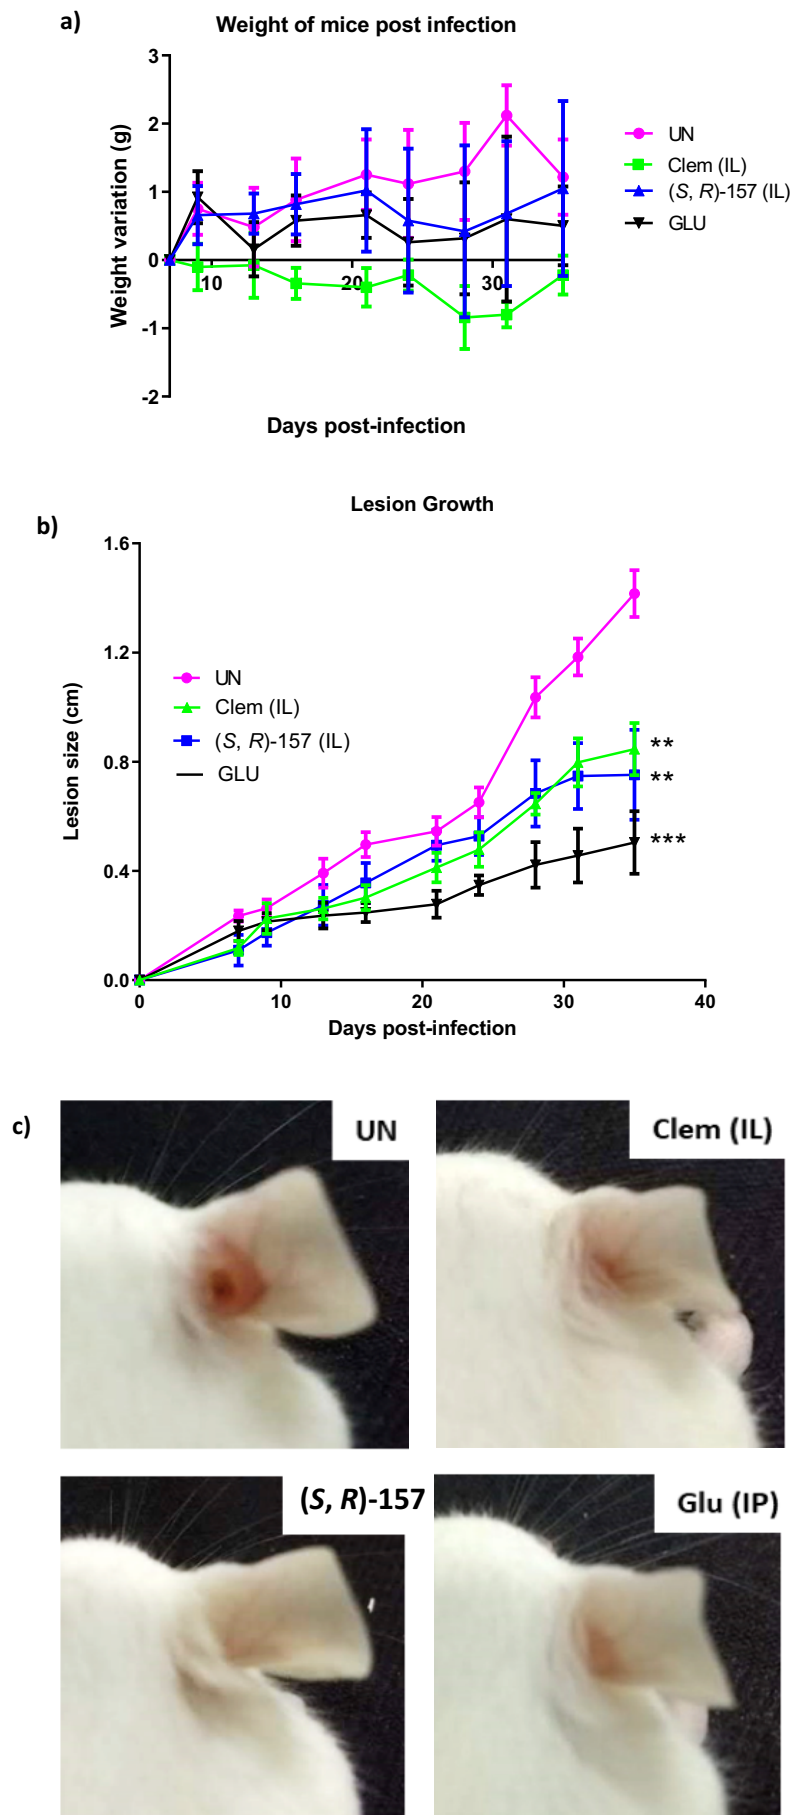 a)
Weight of mice post infection
Weight variation (g)
3
2
1
0
-1
-2
10
20
30
Days post-infection
UN
Clem (IL)
(S, R)-157 (IL)
GLU
b)
Lesion Growth
Lesion size (cm)
1.6
1.2
0.8
0.4
0.0
0
10
20
30
40
Days post-infection
UN
Clem (IL)
(S, R)-157 (IL)
GLU
**
**
***
c)
UN
Clem (IL)
(S, R)-157
Glu (IP)